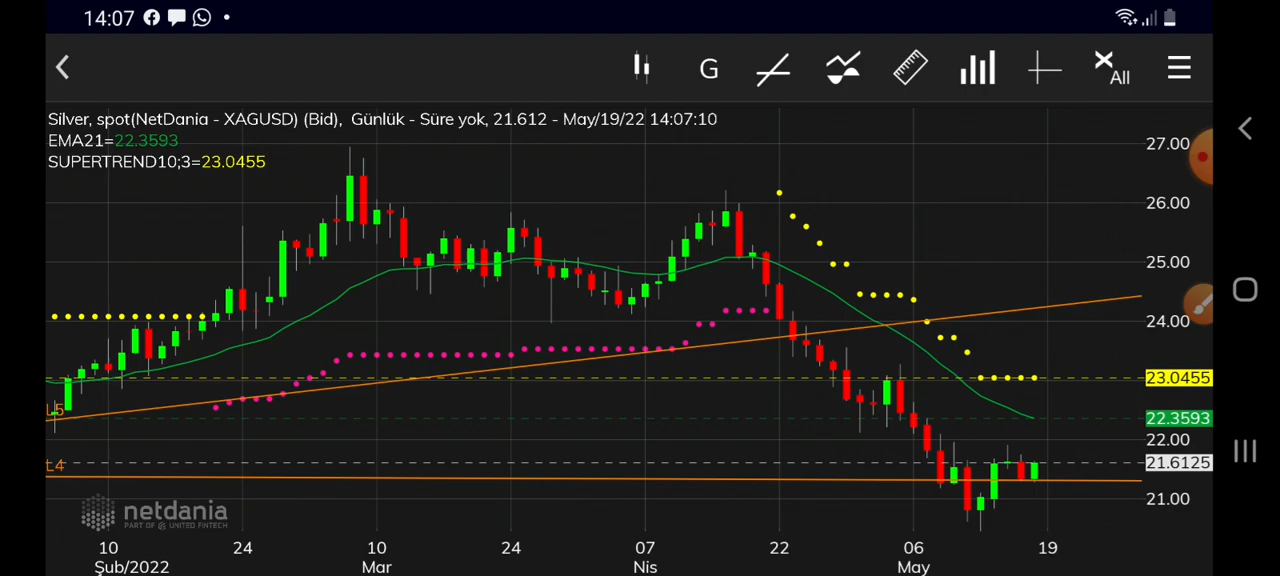 14:07
G
All
Silver, spot(NetDania - XAGUSD) (Bid), Günlük - Süre yok, 21.612 - May/19/22 14:07:10
EMA21=22.3593
SUPERTREND10;3=23.0455
27.00
26.00
25.00
24.00
23.0455
L5
22.3593
22.00
L4
21.6125
21.00
netdania
PART OF UNITED FINTECH
10 24 10 24 07 22 06 19
Şub/2022 Mar Nis May